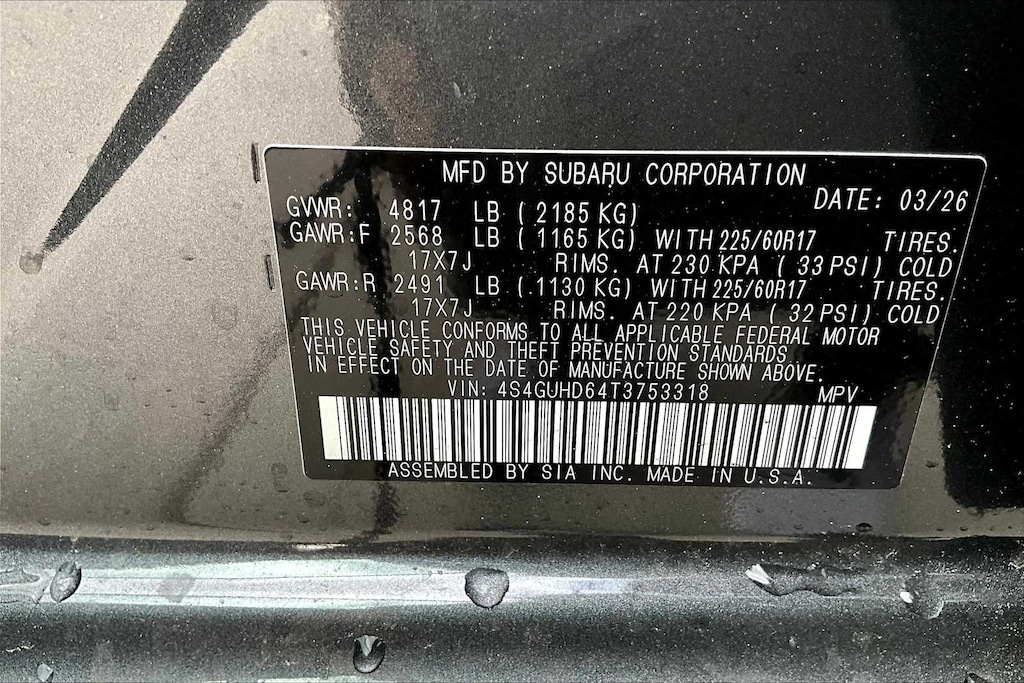 MFD BY SUBARU CORPORATION
DATE: 03/26
GVWR: 4817 LB ( 2185 KG)
GAWR:F 2568 LB ( 1165 KG) WITH 225/60R17 TIRES.
17X7J RIMS. AT 230 KPA ( 33 PSI) COLD
GAWR:R 2491 LB ( 1130 KG) WITH 225/60R17 TIRES.
17X7J RIMS. AT 220 KPA ( 32 PSI) COLD
THIS VEHICLE CONFORMS TO ALL APPLICABLE FEDERAL MOTOR
VEHICLE SAFETY AND THEFT PREVENTION STANDARDS
IN EFFECT ON THE DATE OF MANUFACTURE SHOWN ABOVE.
VIN: 4S4GUHD64T3753318 MPV
ASSEMBLED BY SIA INC. MADE IN U.S.A.